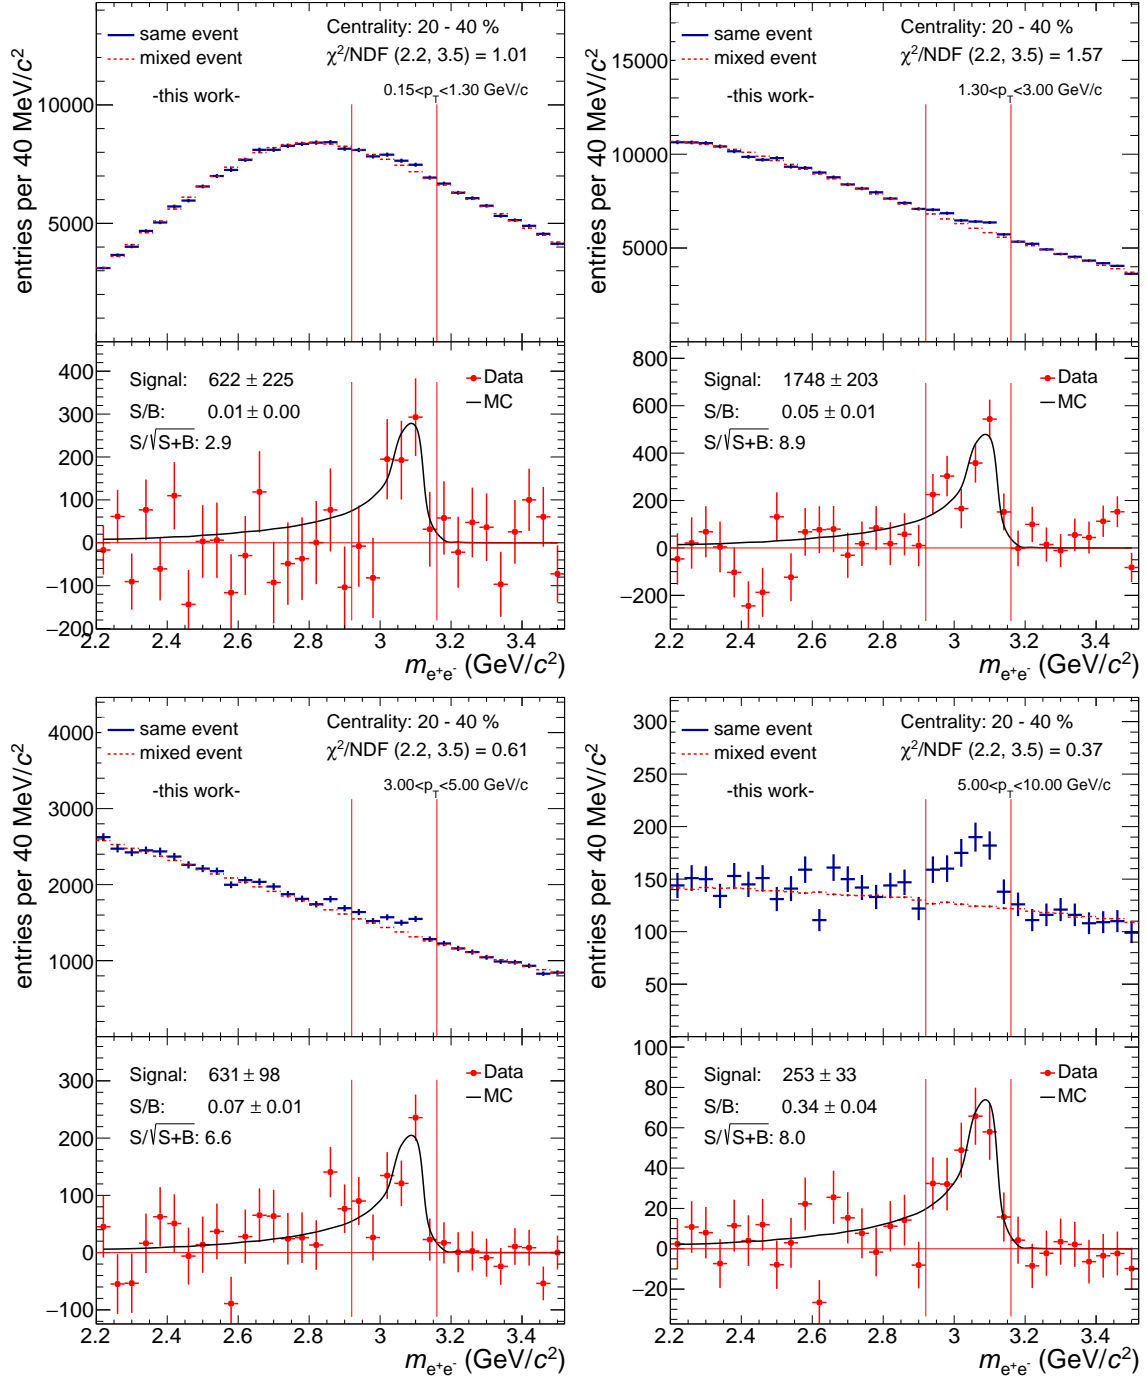 same event
mixed event
-this work-
Centrality: 20 - 40 %
χ²/NDF (2.2, 3.5) = 1.01
0.15<p_T<1.30 GeV/c
entries per 40 MeV/c²
10000
5000
Signal: 622 ± 225
S/B: 0.01 ± 0.00
S/√S+B: 2.9
Data
MC
400
300
200
100
0
−100
−200
2.2 2.4 2.6 2.8 3 3.2 3.4
m_e⁺e⁻ (GeV/c²)
same event
mixed event
-this work-
Centrality: 20 - 40 %
χ²/NDF (2.2, 3.5) = 1.57
1.30<p_T<3.00 GeV/c
entries per 40 MeV/c²
15000
10000
5000
Signal: 1748 ± 203
S/B: 0.05 ± 0.01
S/√S+B: 8.9
Data
MC
800
600
400
200
0
−200
−400
2.2 2.4 2.6 2.8 3 3.2 3.4
m_e⁺e⁻ (GeV/c²)
same event
mixed event
-this work-
Centrality: 20 - 40 %
χ²/NDF (2.2, 3.5) = 0.61
3.00<p_T<5.00 GeV/c
entries per 40 MeV/c²
4000
3000
2000
1000
Signal: 631 ± 98
S/B: 0.07 ± 0.01
S/√S+B: 6.6
Data
MC
300
200
100
0
−100
2.2 2.4 2.6 2.8 3 3.2 3.4
m_e⁺e⁻ (GeV/c²)
same event
mixed event
-this work-
Centrality: 20 - 40 %
χ²/NDF (2.2, 3.5) = 0.37
5.00<p_T<10.00 GeV/c
entries per 40 MeV/c²
300
250
200
150
100
50
Signal: 253 ± 33
S/B: 0.34 ± 0.04
S/√S+B: 8.0
Data
MC
100
80
60
40
20
0
−20
2.2 2.4 2.6 2.8 3 3.2 3.4
m_e⁺e⁻ (GeV/c²)